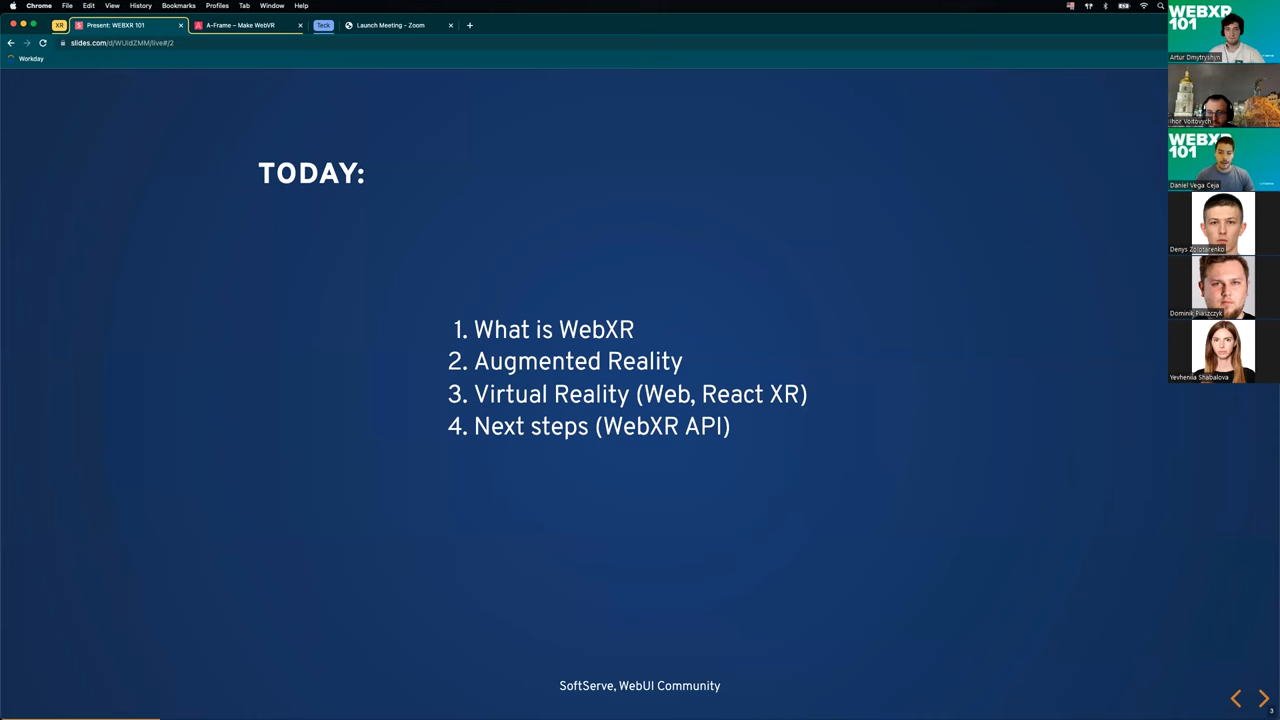 Chrome File Edit View History Bookmarks Profiles Tab Window Help
XR Present: WEBXR 101 A-Frame – Make WebVR Teck Launch Meeting - Zoom
slides.com/d/WUidZMM/live#/2
Workday
TODAY:
1. What is WebXR
2. Augmented Reality
3. Virtual Reality (Web, React XR)
4. Next steps (WebXR API)
SoftServe, WebUI Community
3
WEBXR
101
Artur Dmytryshyn
Ihor Voitovych
WEBXR
101
Daniel Vega Ceja
Denys Zolotarenko
Dominik Piaszczyk
Yevheniia Shabalova